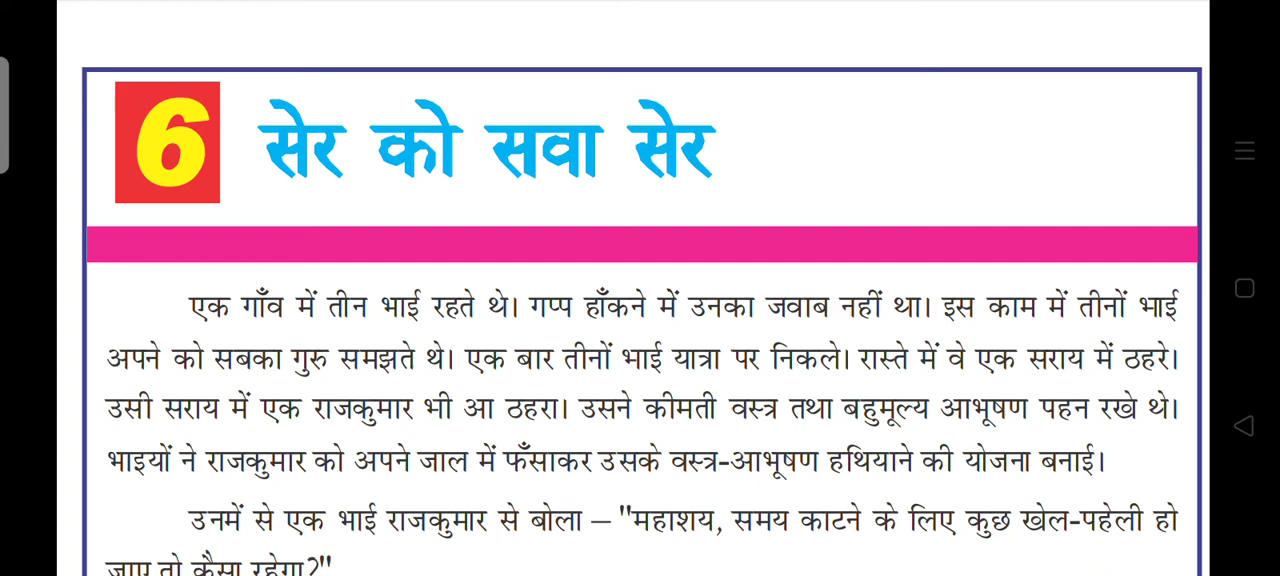 6 सेर को सवा सेर
एक गाँव में तीन भाई रहते थे। गप्प हाँकने में उनका जवाब नहीं था। इस काम में तीनों भाई
अपने को सबका गुरु समझते थे। एक बार तीनों भाई यात्रा पर निकले। रास्ते में वे एक सराय में ठहरे।
उसी सराय में एक राजकुमार भी आ ठहरा। उसने कीमती वस्त्र तथा बहुमूल्य आभूषण पहन रखे थे।
भाइयों ने राजकुमार को अपने जाल में फँसाकर उसके वस्त्र-आभूषण हथियाने की योजना बनाई।
उनमें से एक भाई राजकुमार से बोला – "महाशय, समय काटने के लिए कुछ खेल-पहेली हो
जाए तो कैसा रहेगा?"